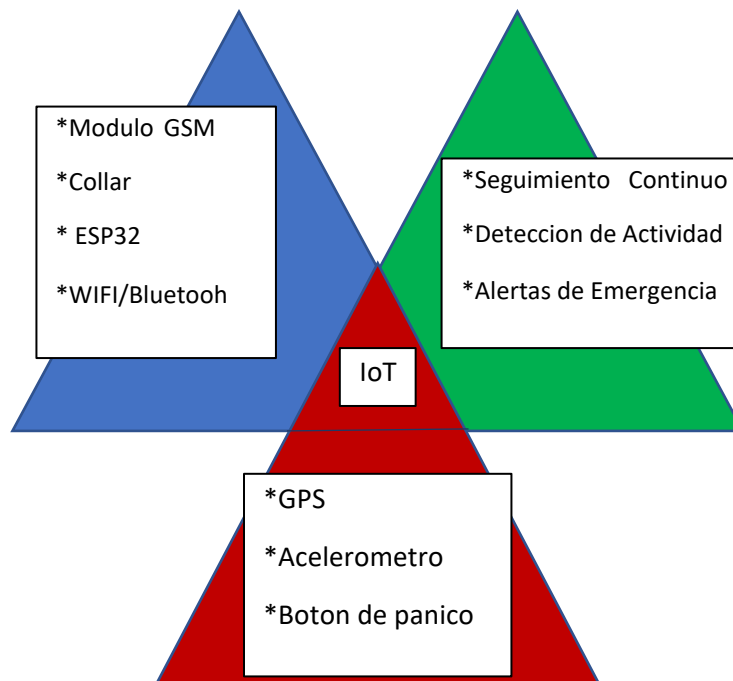 *Modulo GSM
*Collar
* ESP32
*WIFI/Bluetooh
*Seguimiento Continuo
*Deteccion de Actividad
*Alertas de Emergencia
IoT
*GPS
*Acelerometro
*Boton de panico